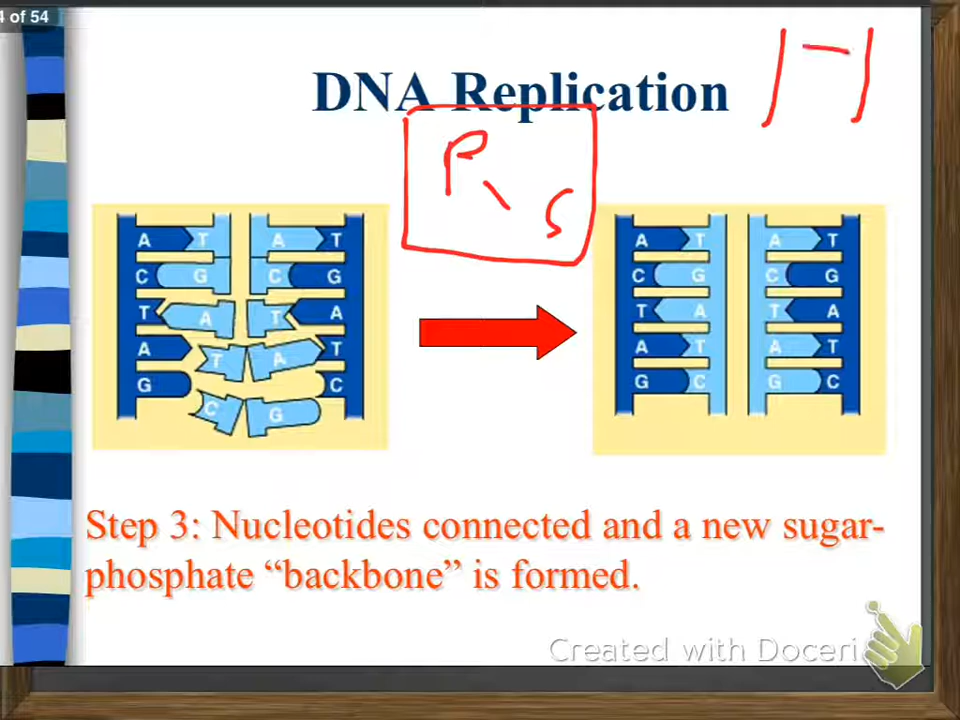 4 of 54
DNA Replication
P
S
A T A T
C G C G
T A T A
A T A T
G C
C G
A T A T
C G C G
T A T A
A T A T
G C G C
Step 3: Nucleotides connected and a new sugar-
phosphate “backbone” is formed.
Created with Doceri